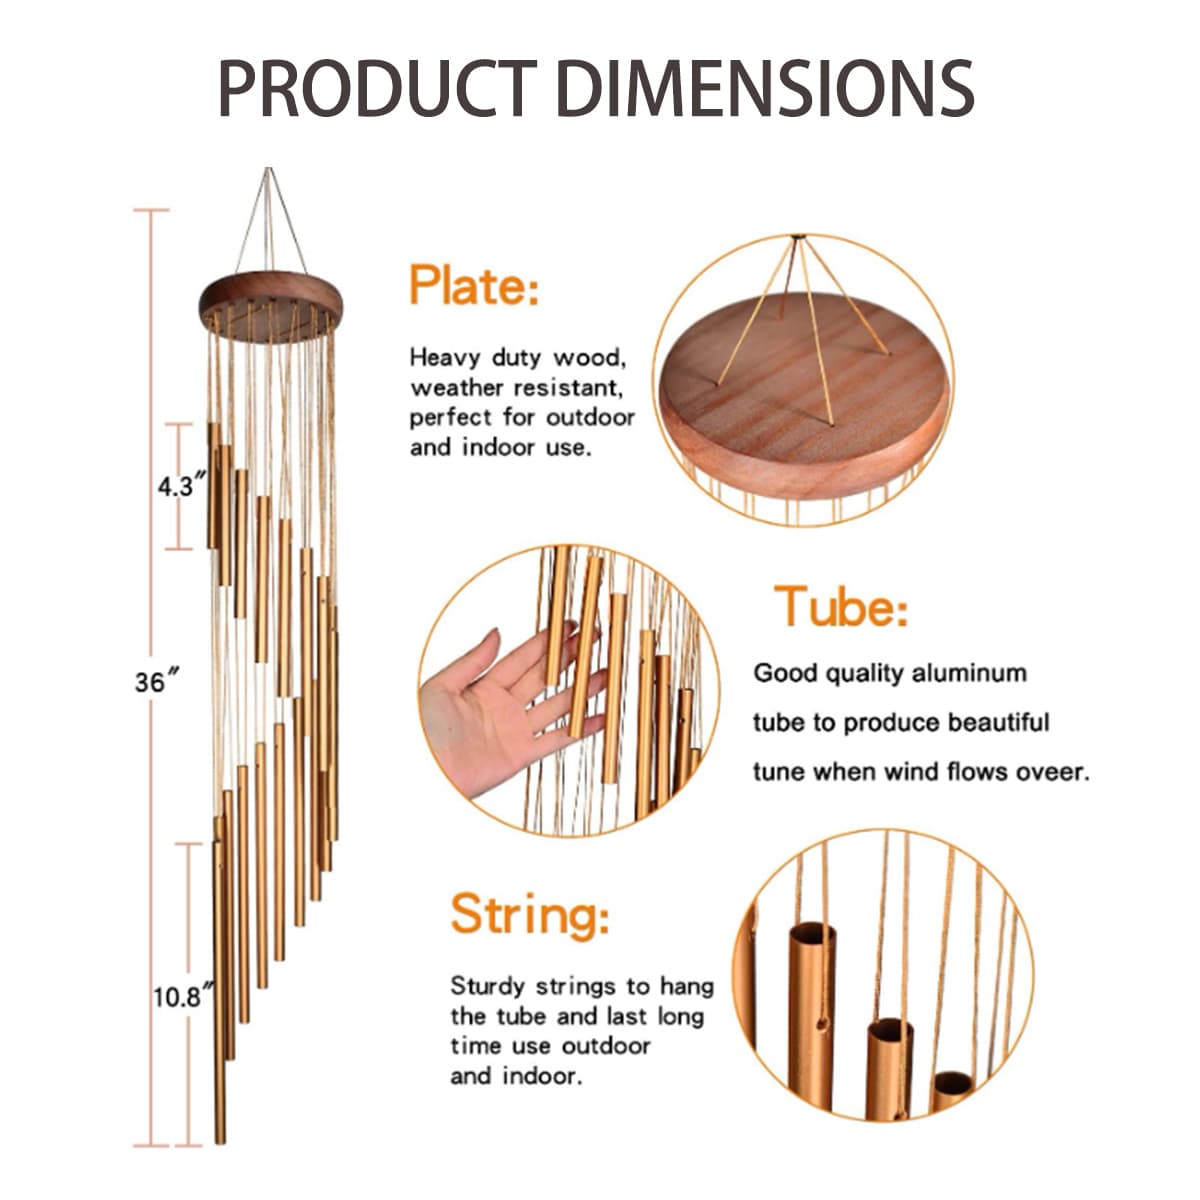 PRODUCT DIMENSIONS
Plate:
Heavy duty wood,
weather resistant,
perfect for outdoor
and indoor use.
4.3"
36"
Tube:
Good quality aluminum
tube to produce beautiful
tune when wind flows oveer.
String:
Sturdy strings to hang
the tube and last long
time use outdoor
and indoor.
10.8"